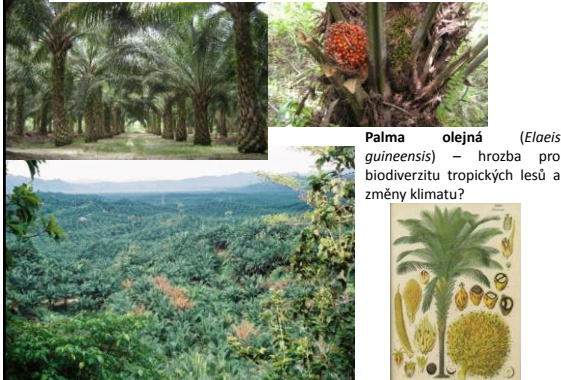 Palma olejná (Elaeis
guineensis) – hrozba pro
biodiverzitu tropických lesů a
změny klimatu?